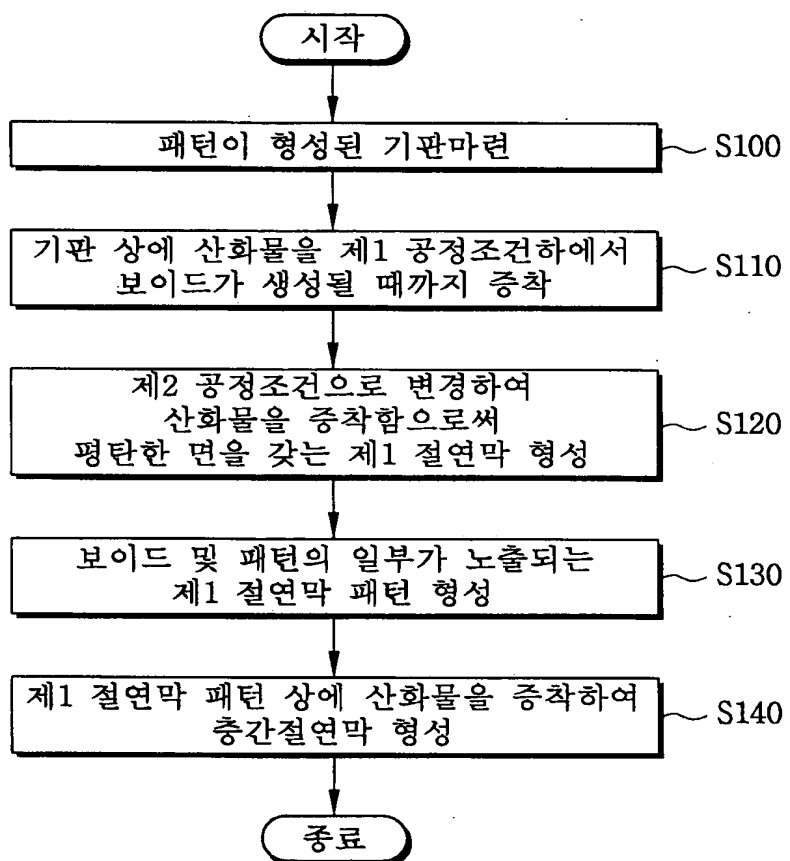 시작
패턴이 형성된 기판마련
S100
기판 상에 산화물을 제1 공정조건하에서
보이드가 생성될 때까지 증착
S110
제2 공정조건으로 변경하여
산화물을 증착함으로써
평탄한 면을 갖는 제1 절연막 형성
S120
보이드 및 패턴의 일부가 노출되는
제1 절연막 패턴 형성
S130
제1 절연막 패턴 상에 산화물을 증착하여
층간절연막 형성
S140
종료